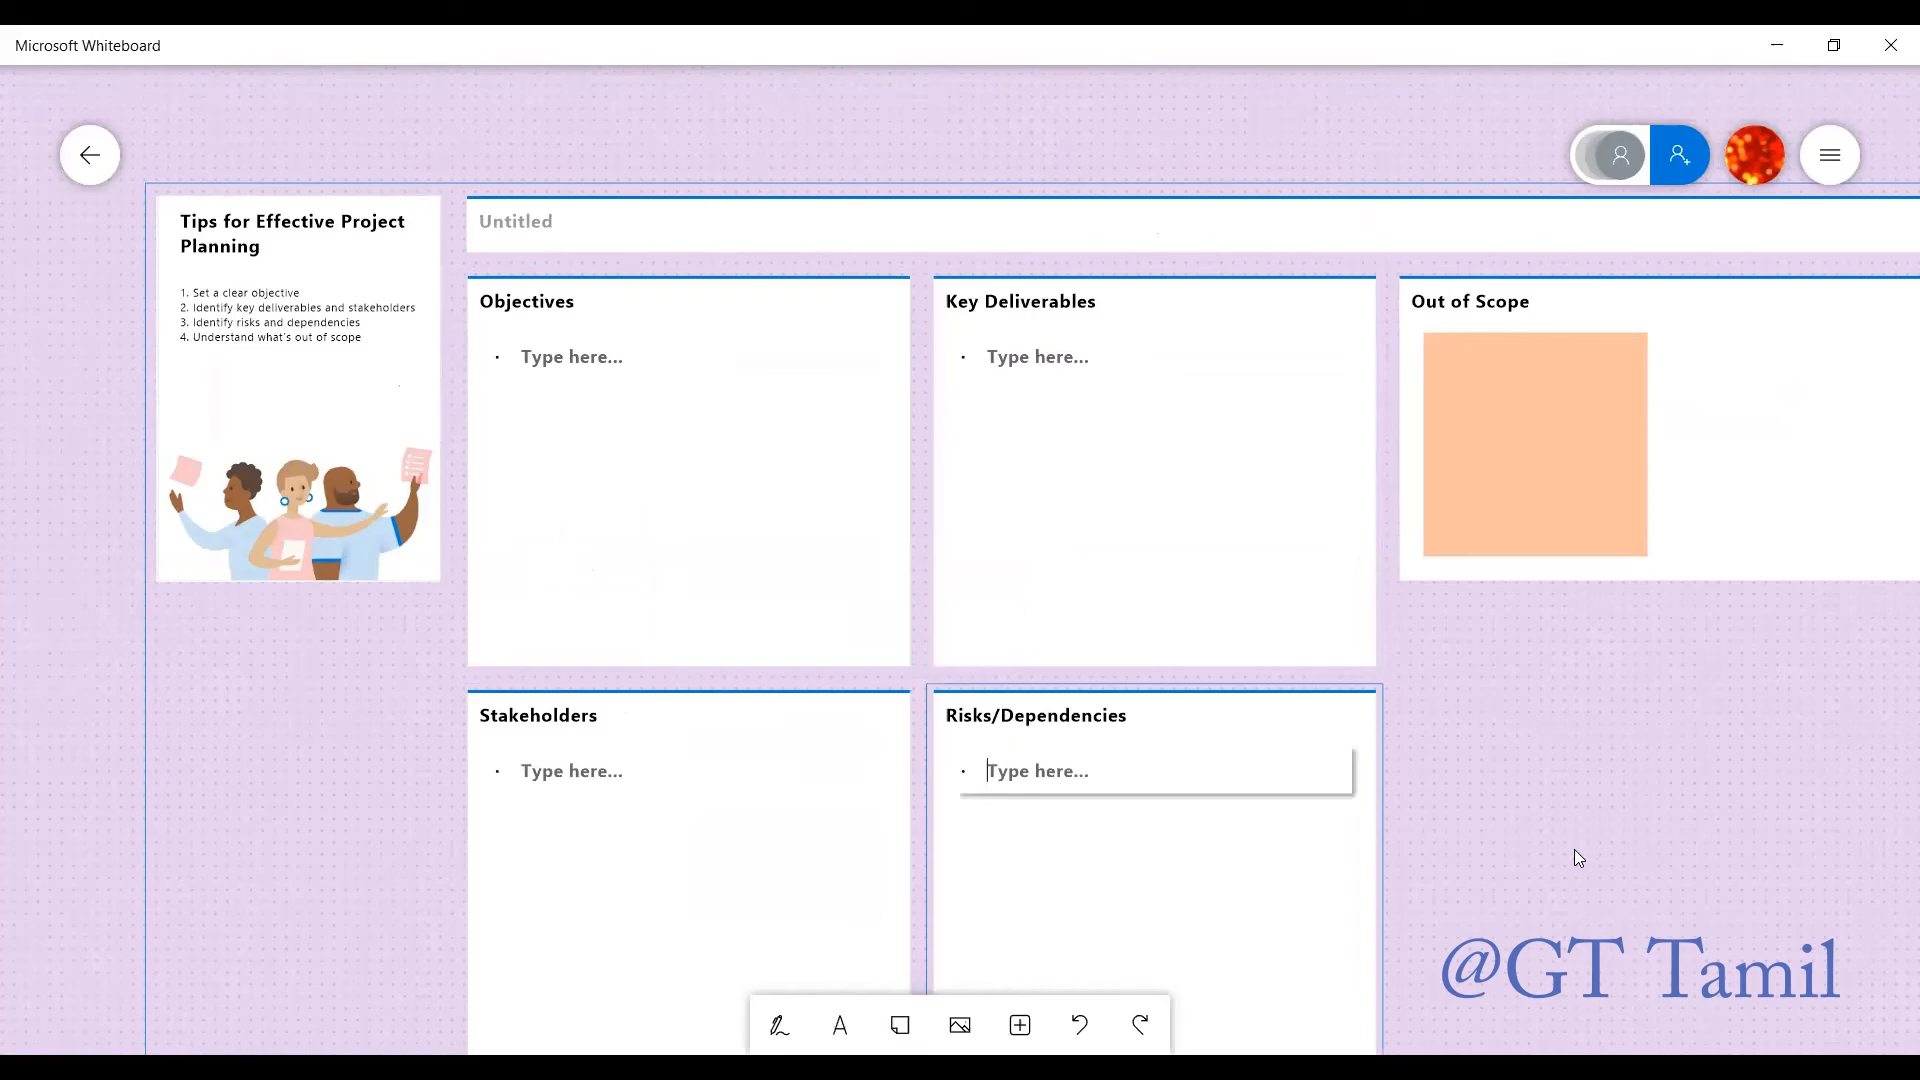 Microsoft Whiteboard
Tips for Effective Project
Planning
1. Set a clear objective
2. Identify key deliverables and stakeholders
3. Identify risks and dependencies
4. Understand what's out of scope
Untitled
Objectives
· Type here...
Key Deliverables
· Type here...
Out of Scope
Stakeholders
· Type here...
Risks/Dependencies
· Type here...
@GT Tamil